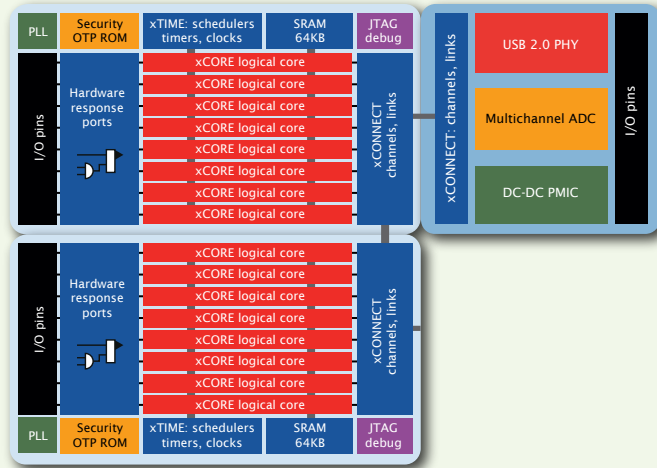 PLL
Security
OTP ROM
xTIME: schedulers
timers, clocks
SRAM
64KB
JTAG
debug
I/O pins
Hardware
response
ports
xCORE logical core
xCORE logical core
xCORE logical core
xCORE logical core
xCORE logical core
xCORE logical core
xCORE logical core
xCORE logical core
xCONNECT
channels, links
xCONNECT: channels, links
USB 2.0 PHY
Multichannel ADC
DC-DC PMIC
I/O pins
I/O pins
Hardware
response
ports
xCORE logical core
xCORE logical core
xCORE logical core
xCORE logical core
xCORE logical core
xCORE logical core
xCORE logical core
xCORE logical core
xCONNECT
channels, links
PLL
Security
OTP ROM
xTIME: schedulers
timers, clocks
SRAM
64KB
JTAG
debug